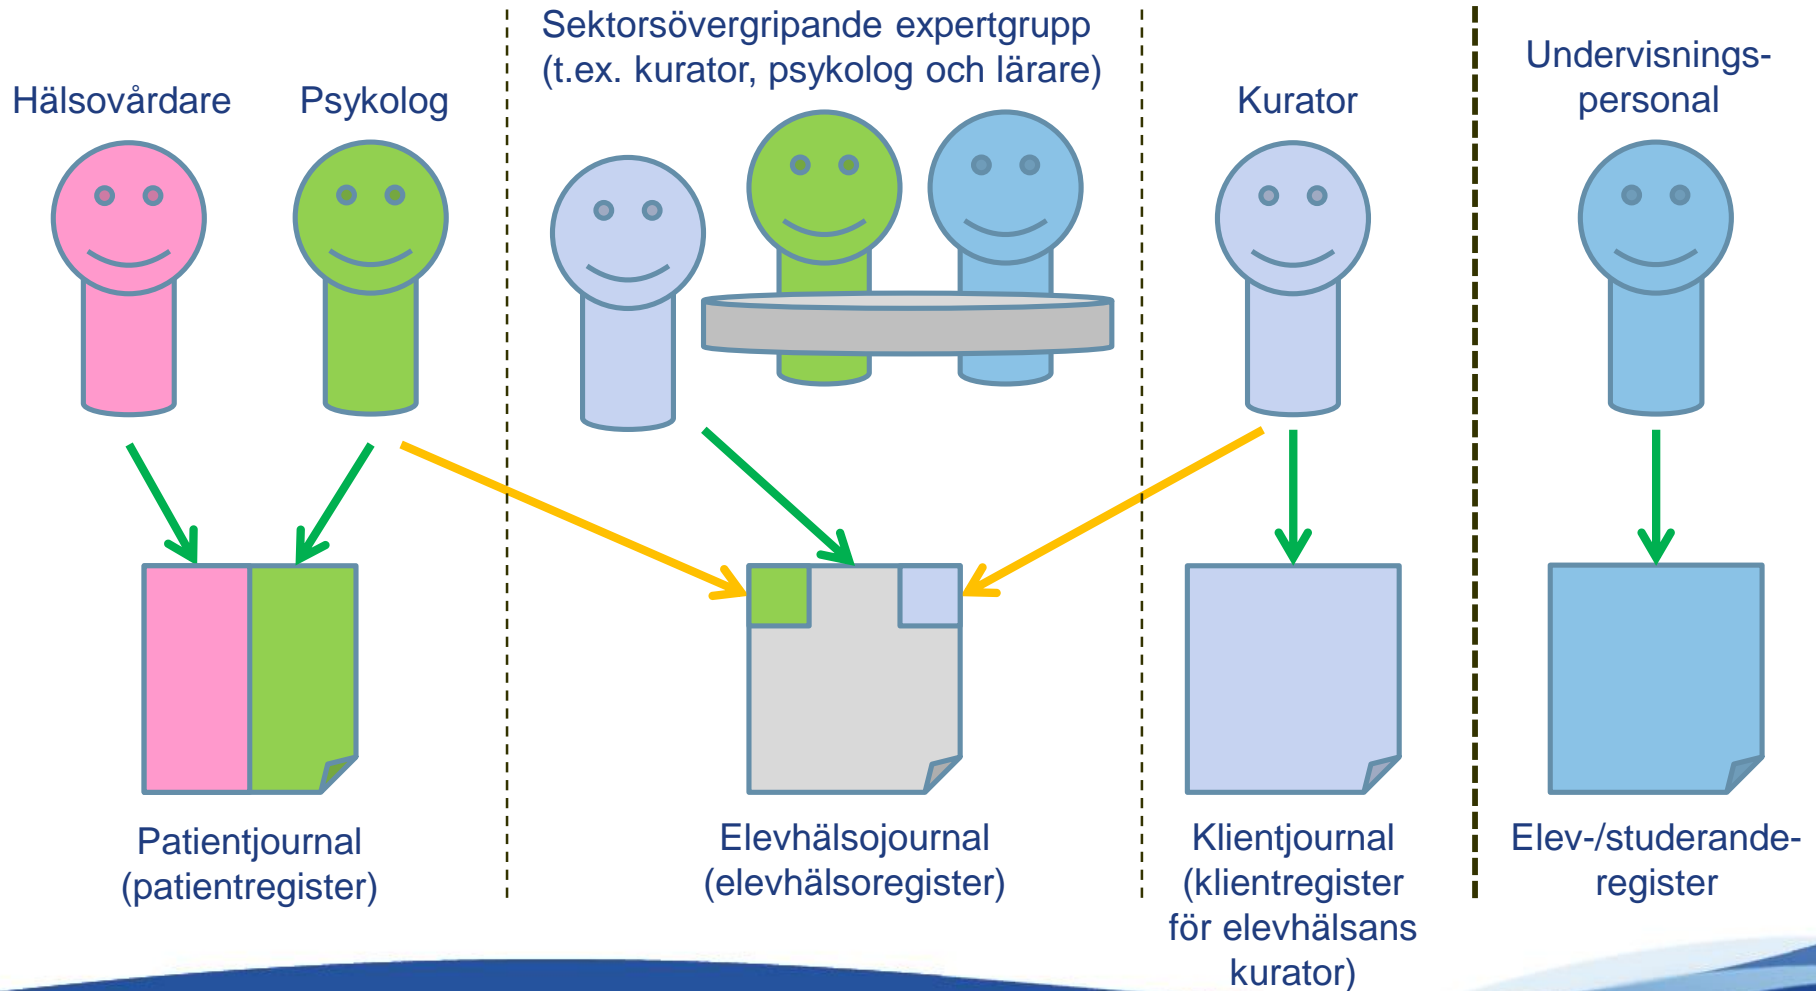 Hälsovårdare
Psykolog
Sektorsövergripande expertgrupp
(t.ex. kurator, psykolog och lärare)
Kurator
Undervisnings-
personal
Patientjournal
(patientregister)
Elevhälsojournal
(elevhälsoregister)
Klientjournal
(klientregister
för elevhälsans
kurator)
Elev-/studerande-
register